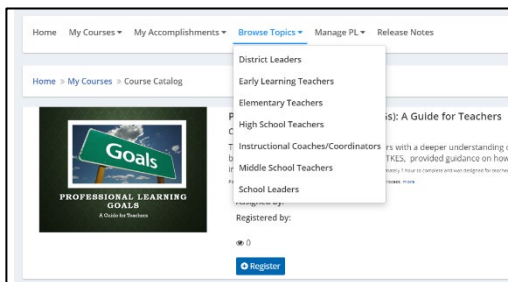 Home My Courses My Accomplishments Browse Topics Manage PL Release Notes
District Leaders
Early Learning Teachers
Elementary Teachers
High School Teachers
Instructional Coaches/Coordinators
Middle School Teachers
School Leaders
Home » My Courses » Course Catalog
Goals
PROFESSIONAL LEARNING
GOALS
A Guide for Teachers
P s): A Guide for Teachers
rs with a deeper understanding
TKES, provided guidance on how
Registered by:
0
Register